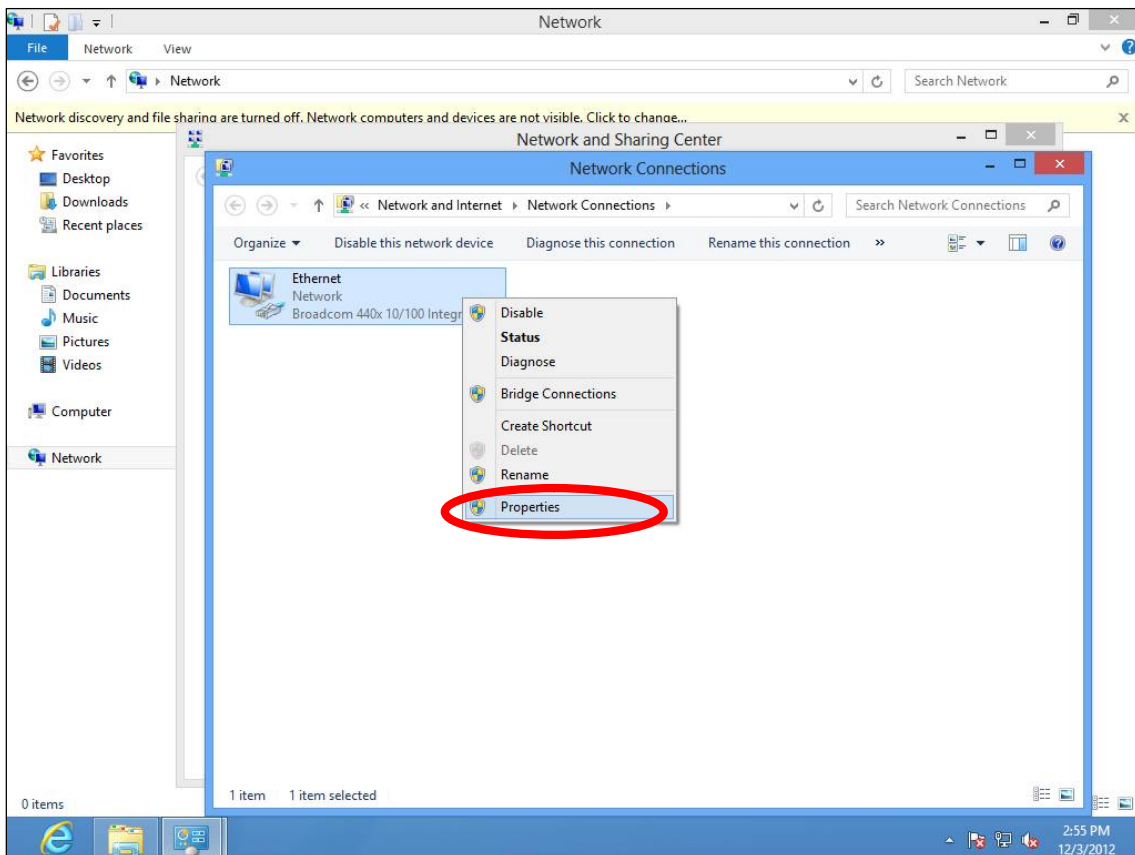 Network
File Network View
Network
Search Network
Network discovery and file sharing are turned off. Network computers and devices are not visible. Click to change...
Favorites
Desktop
Downloads
Recent places
Libraries
Documents
Music
Pictures
Videos
Computer
Network
0 items
Network and Sharing Center
Network Connections
« Network and Internet Network Connections
Search Network Connections
Organize Disable this network device Diagnose this connection Rename this connection »
Ethernet
Network
Broadcom 440x 10/100 Integr
Disable
Status
Diagnose
Bridge Connections
Create Shortcut
Delete
Rename
Properties
1 item 1 item selected
2:55 PM
12/3/2012